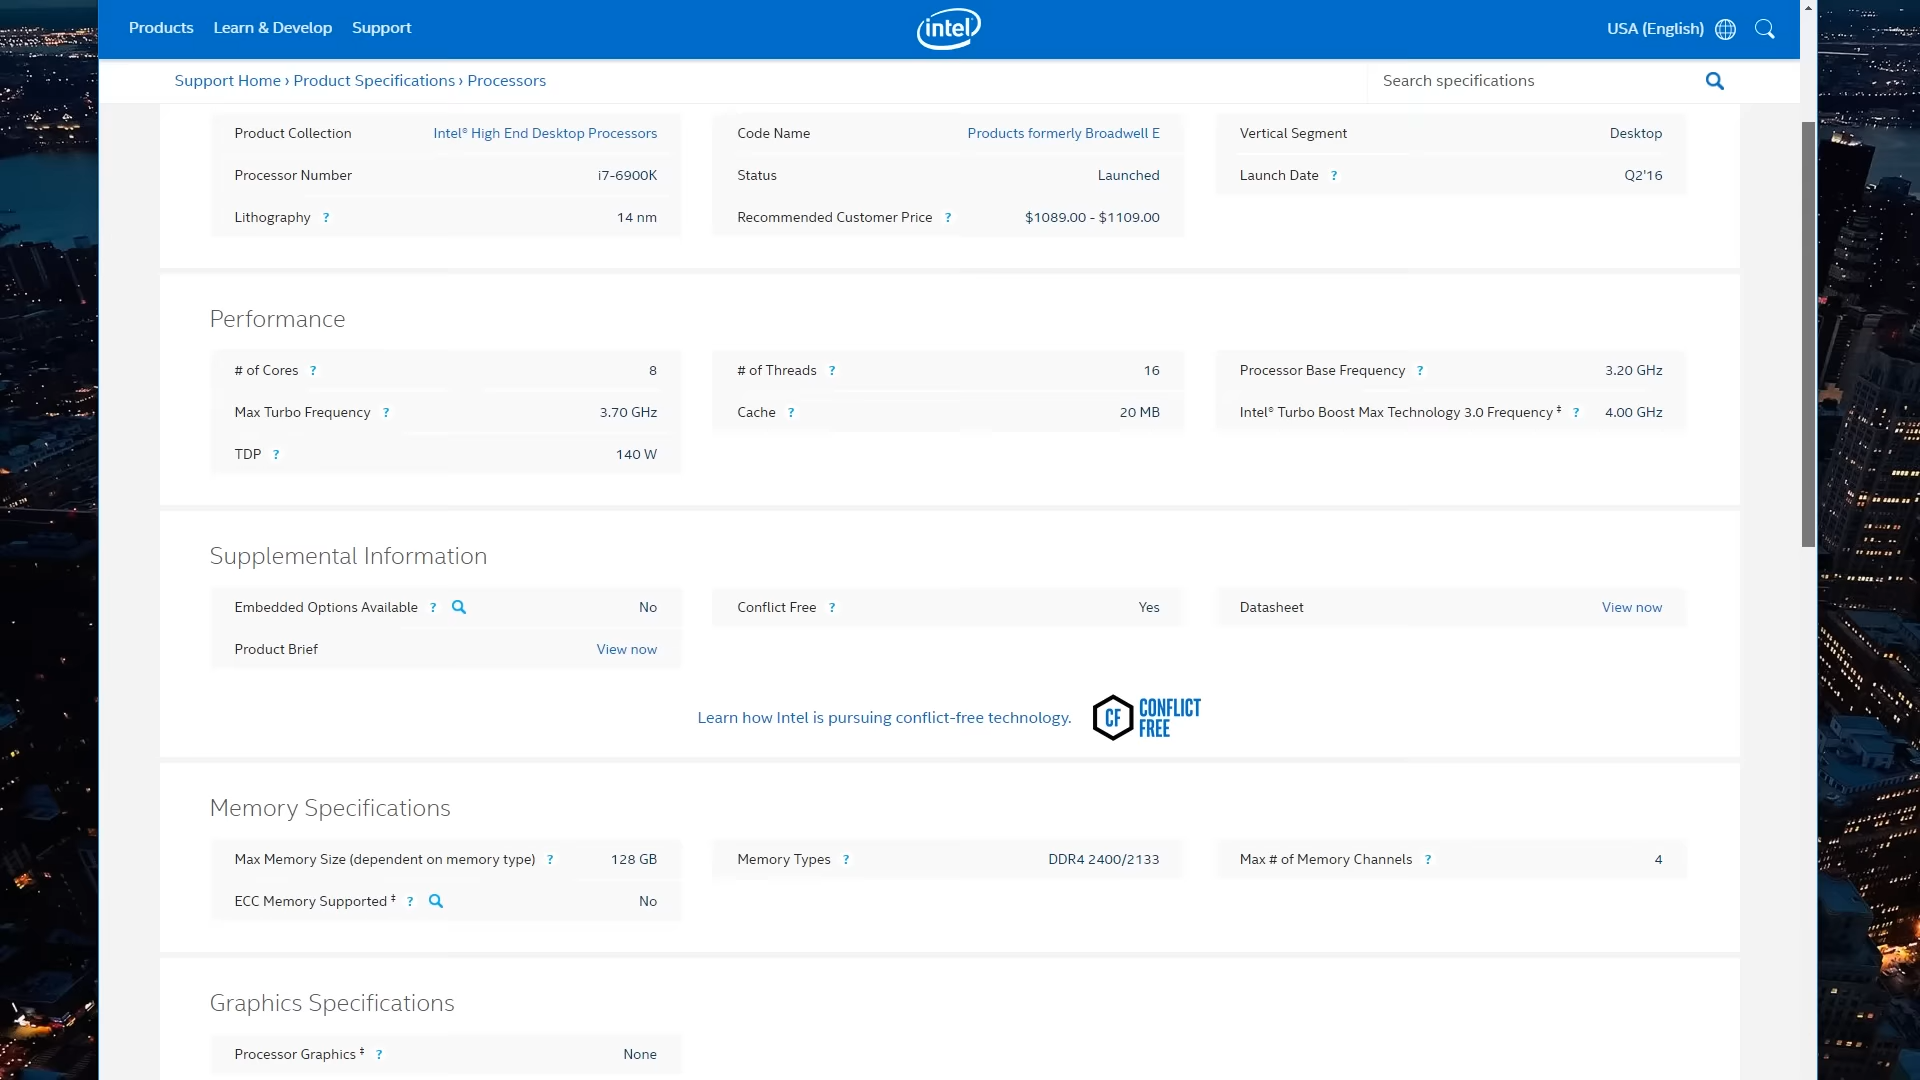 Products Learn & Develop Support
intel
USA (English)
Support Home › Product Specifications › Processors
Search specifications
Product Collection Intel® High End Desktop Processors
Code Name Products formerly Broadwell E
Vertical Segment Desktop
Processor Number i7-6900K
Status Launched
Launch Date ? Q2'16
Lithography ? 14 nm
Recommended Customer Price ? $1089.00 - $1109.00
Performance
# of Cores ? 8
# of Threads ? 16
Processor Base Frequency ? 3.20 GHz
Max Turbo Frequency ? 3.70 GHz
Cache ? 20 MB
Intel® Turbo Boost Max Technology 3.0 Frequency ‡ ? 4.00 GHz
TDP ? 140 W
Supplemental Information
Embedded Options Available ? No
Conflict Free ? Yes
Datasheet View now
Product Brief View now
Learn how Intel is pursuing conflict-free technology.
CF CONFLICT
FREE
Memory Specifications
Max Memory Size (dependent on memory type) ? 128 GB
Memory Types ? DDR4 2400/2133
Max # of Memory Channels ? 4
ECC Memory Supported ‡ ? No
Graphics Specifications
Processor Graphics ‡ ? None